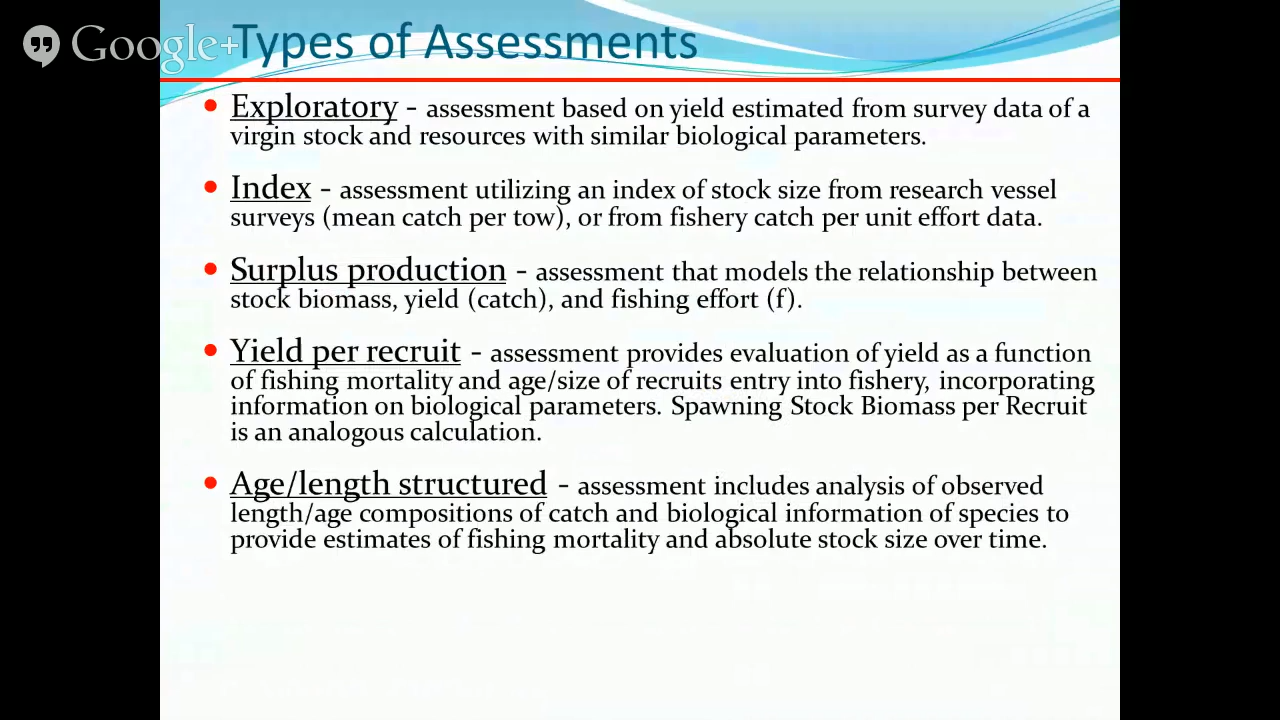 Google+
Types of Assessments
Exploratory - assessment based on yield estimated from survey data of a
virgin stock and resources with similar biological parameters.
Index - assessment utilizing an index of stock size from research vessel
surveys (mean catch per tow), or from fishery catch per unit effort data.
Surplus production - assessment that models the relationship between
stock biomass, yield (catch), and fishing effort (f).
Yield per recruit - assessment provides evaluation of yield as a function
of fishing mortality and age/size of recruits entry into fishery, incorporating
information on biological parameters. Spawning Stock Biomass per Recruit
is an analogous calculation.
Age/length structured - assessment includes analysis of observed
length/age compositions of catch and biological information of species to
provide estimates of fishing mortality and absolute stock size over time.